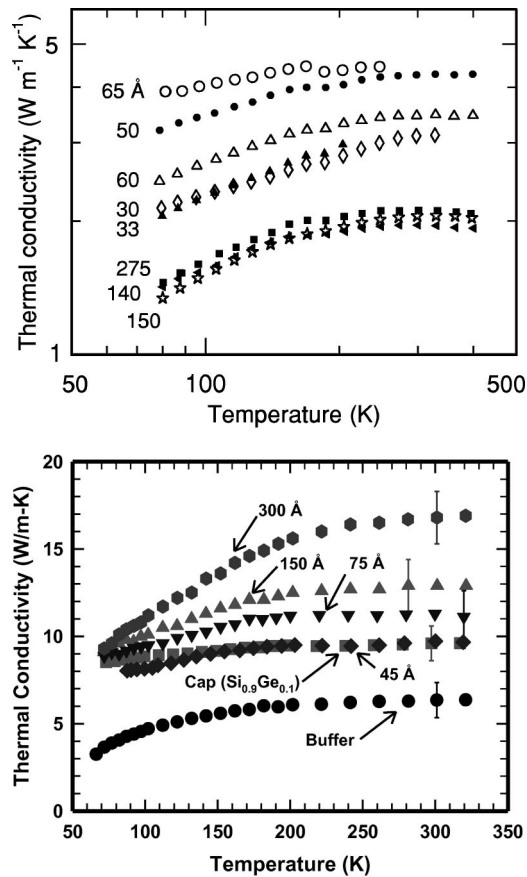 5
65 Å
50
60
30
33
275
140
150
1
50
100
500
Temperature (K)
Thermal conductivity (W m⁻¹ K⁻¹)
20
15
10
5
0
300 Å
150 Å
75 Å
Cap (Si₀.₉Ge₀.₁)
45 Å
Buffer
50 100 150 200 250 300 350
Temperature (K)
Thermal Conductivity (W/m-K)